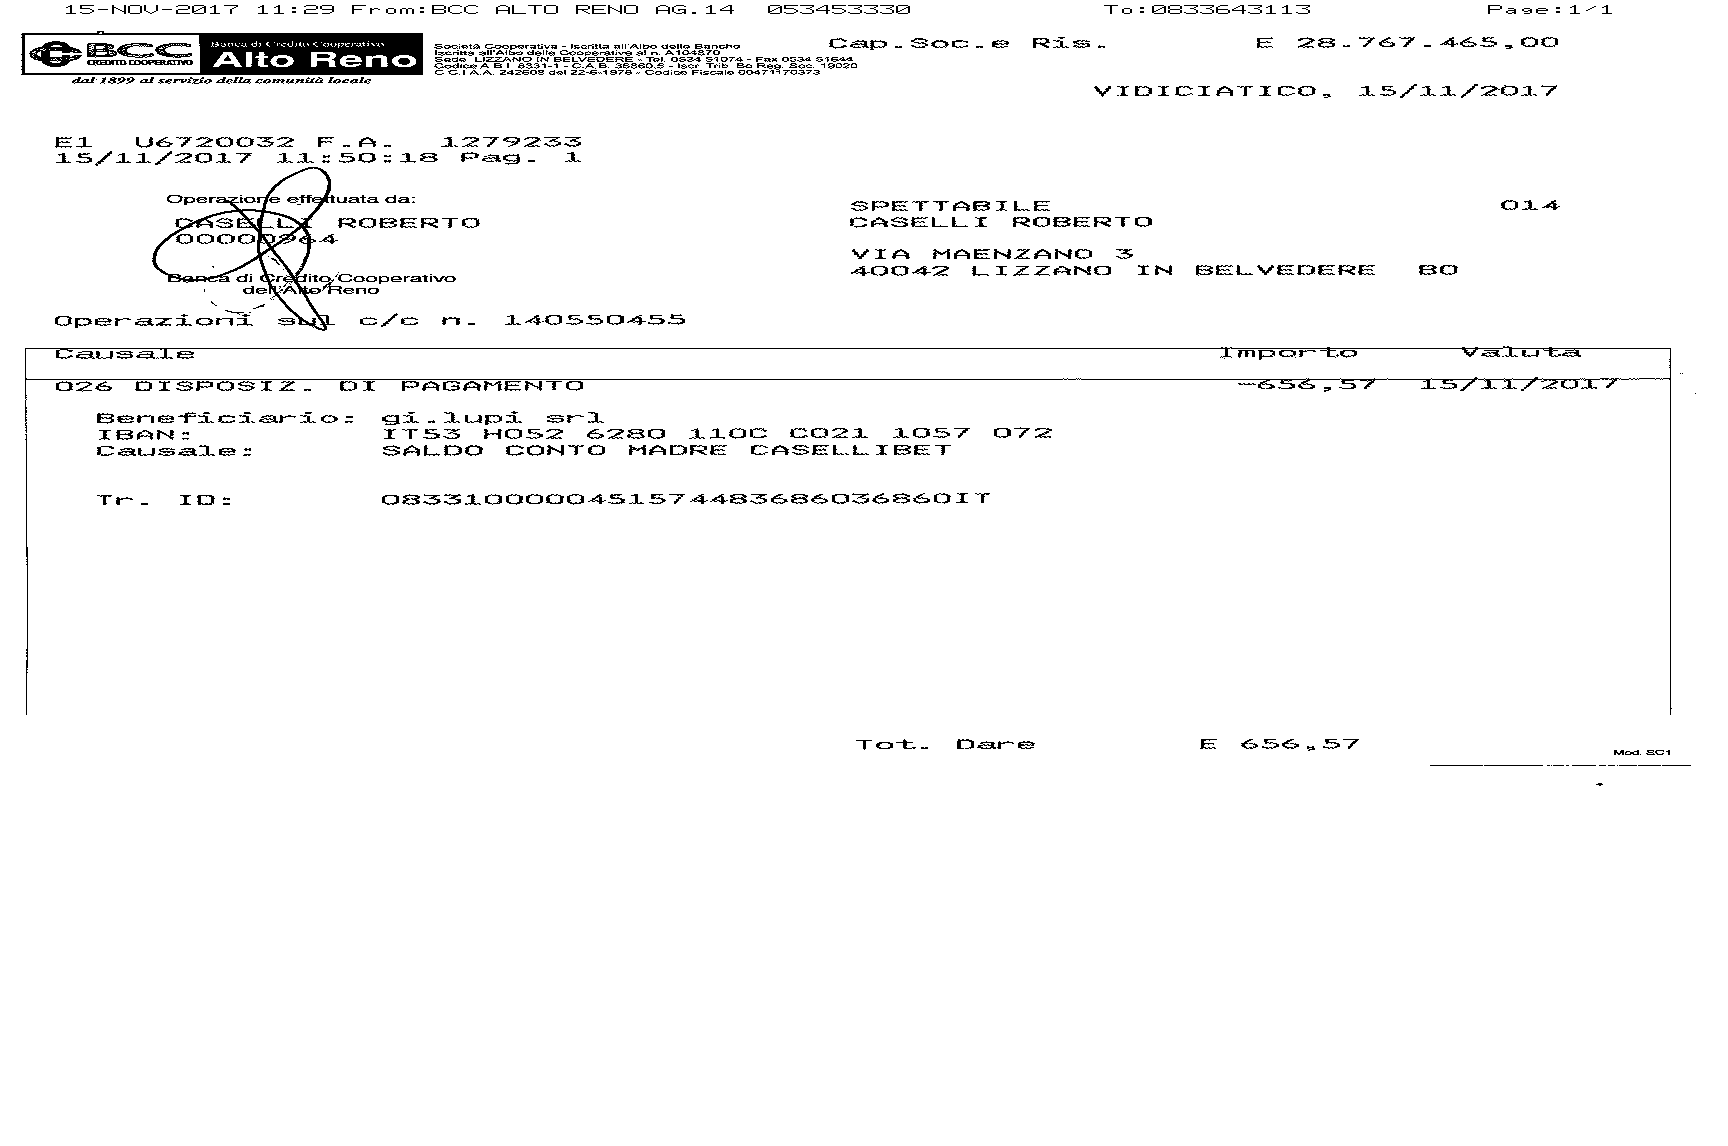 15-NOV-2017 11:29 From:BCC ALTO RENO AG.14 053453330 To:0833643113 Page:1/1
BCC
CREDITO COOPERATIVO
Banca di Credito Cooperativo
Alto Reno
dal 1899 al servizio della comunità locale
Società Cooperativa - Iscritta all'Albo delle Banche
Iscritta all'Albo delle Cooperative al n. A104870
Sede LIZZANO IN BELVEDERE - Tel. 0534 51074 - Fax 0534 51644
Codice A B I 8331-1 - C.A.B. 36860.5 - Iscr Trib Bo Reg. Soc. 19020
C C I A.A. 242608 del 22-6-1978 - Codice Fiscale 00471170373
Cap.Soc.e Ris. E 28.767.465,00
VIDICIATICO, 15/11/2017
E1 U6720032 F.A. 1279233
15/11/2017 11:50:18 Pag. 1
Operazione effettuata da:
CASELLI ROBERTO
00000264
Banca di Credito Cooperativo
dell'Alto Reno
SPETTABILE 014
CASELLI ROBERTO
VIA MAENZANO 3
40042 LIZZANO IN BELVEDERE BO
Operazioni sul c/c n. 140550455
Causale Importo Valuta
026 DISPOSIZ. DI PAGAMENTO -656,57 15/11/2017
Beneficiario: gi.lupi srl
IBAN: IT53 H052 6280 110C C021 1057 072
Causale: SALDO CONTO MADRE CASELLIBET
Tr. ID: 0833100000451574483686036860IT
Tot. Dare E 656,57
Mod. SC1